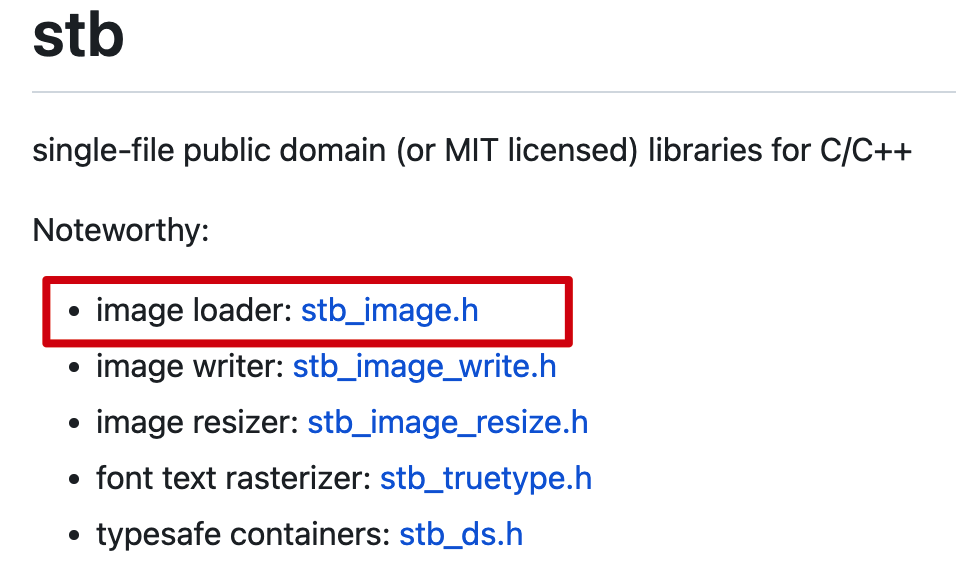 stb
single-file public domain (or MIT licensed) libraries for C/C++
Noteworthy:
• image loader: stb_image.h
• image writer: stb_image_write.h
• image resizer: stb_image_resize.h
• font text rasterizer: stb_truetype.h
• typesafe containers: stb_ds.h